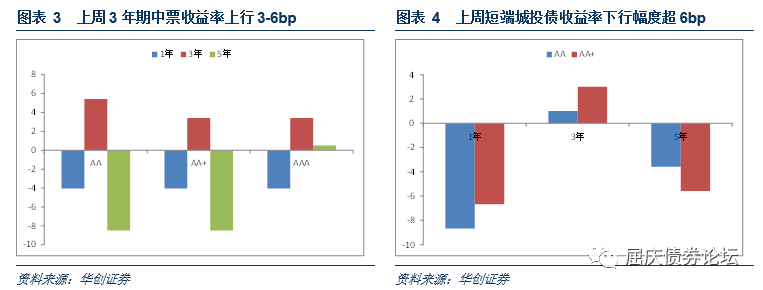 图表 3 上周 3 年期中票收益率上行 3-6bp
1年 3年 5年
8
6
4
2
0
-2
-4
-6
-8
-10
AA AA+ AAA
资料来源：华创证券
图表 4 上周短端城投债收益率下行幅度超 6bp
AA AA+
4
2
0
-2
-4
-6
-8
-10
1年 3年 5年
资料来源：华创证券
屈庆债券论坛